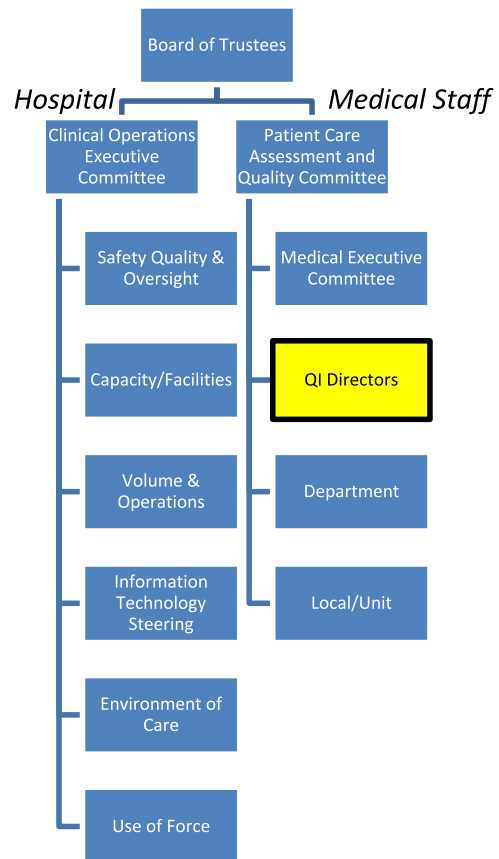 Board of Trustees
Hospital
Medical Staff
Clinical Operations
Executive
Committee
Patient Care
Assessment and
Quality Committee
Safety Quality &
Oversight
Medical Executive
Committee
Capacity/Facilities
QI Directors
Volume &
Operations
Department
Information
Technology
Steering
Local/Unit
Environment of
Care
Use of Force